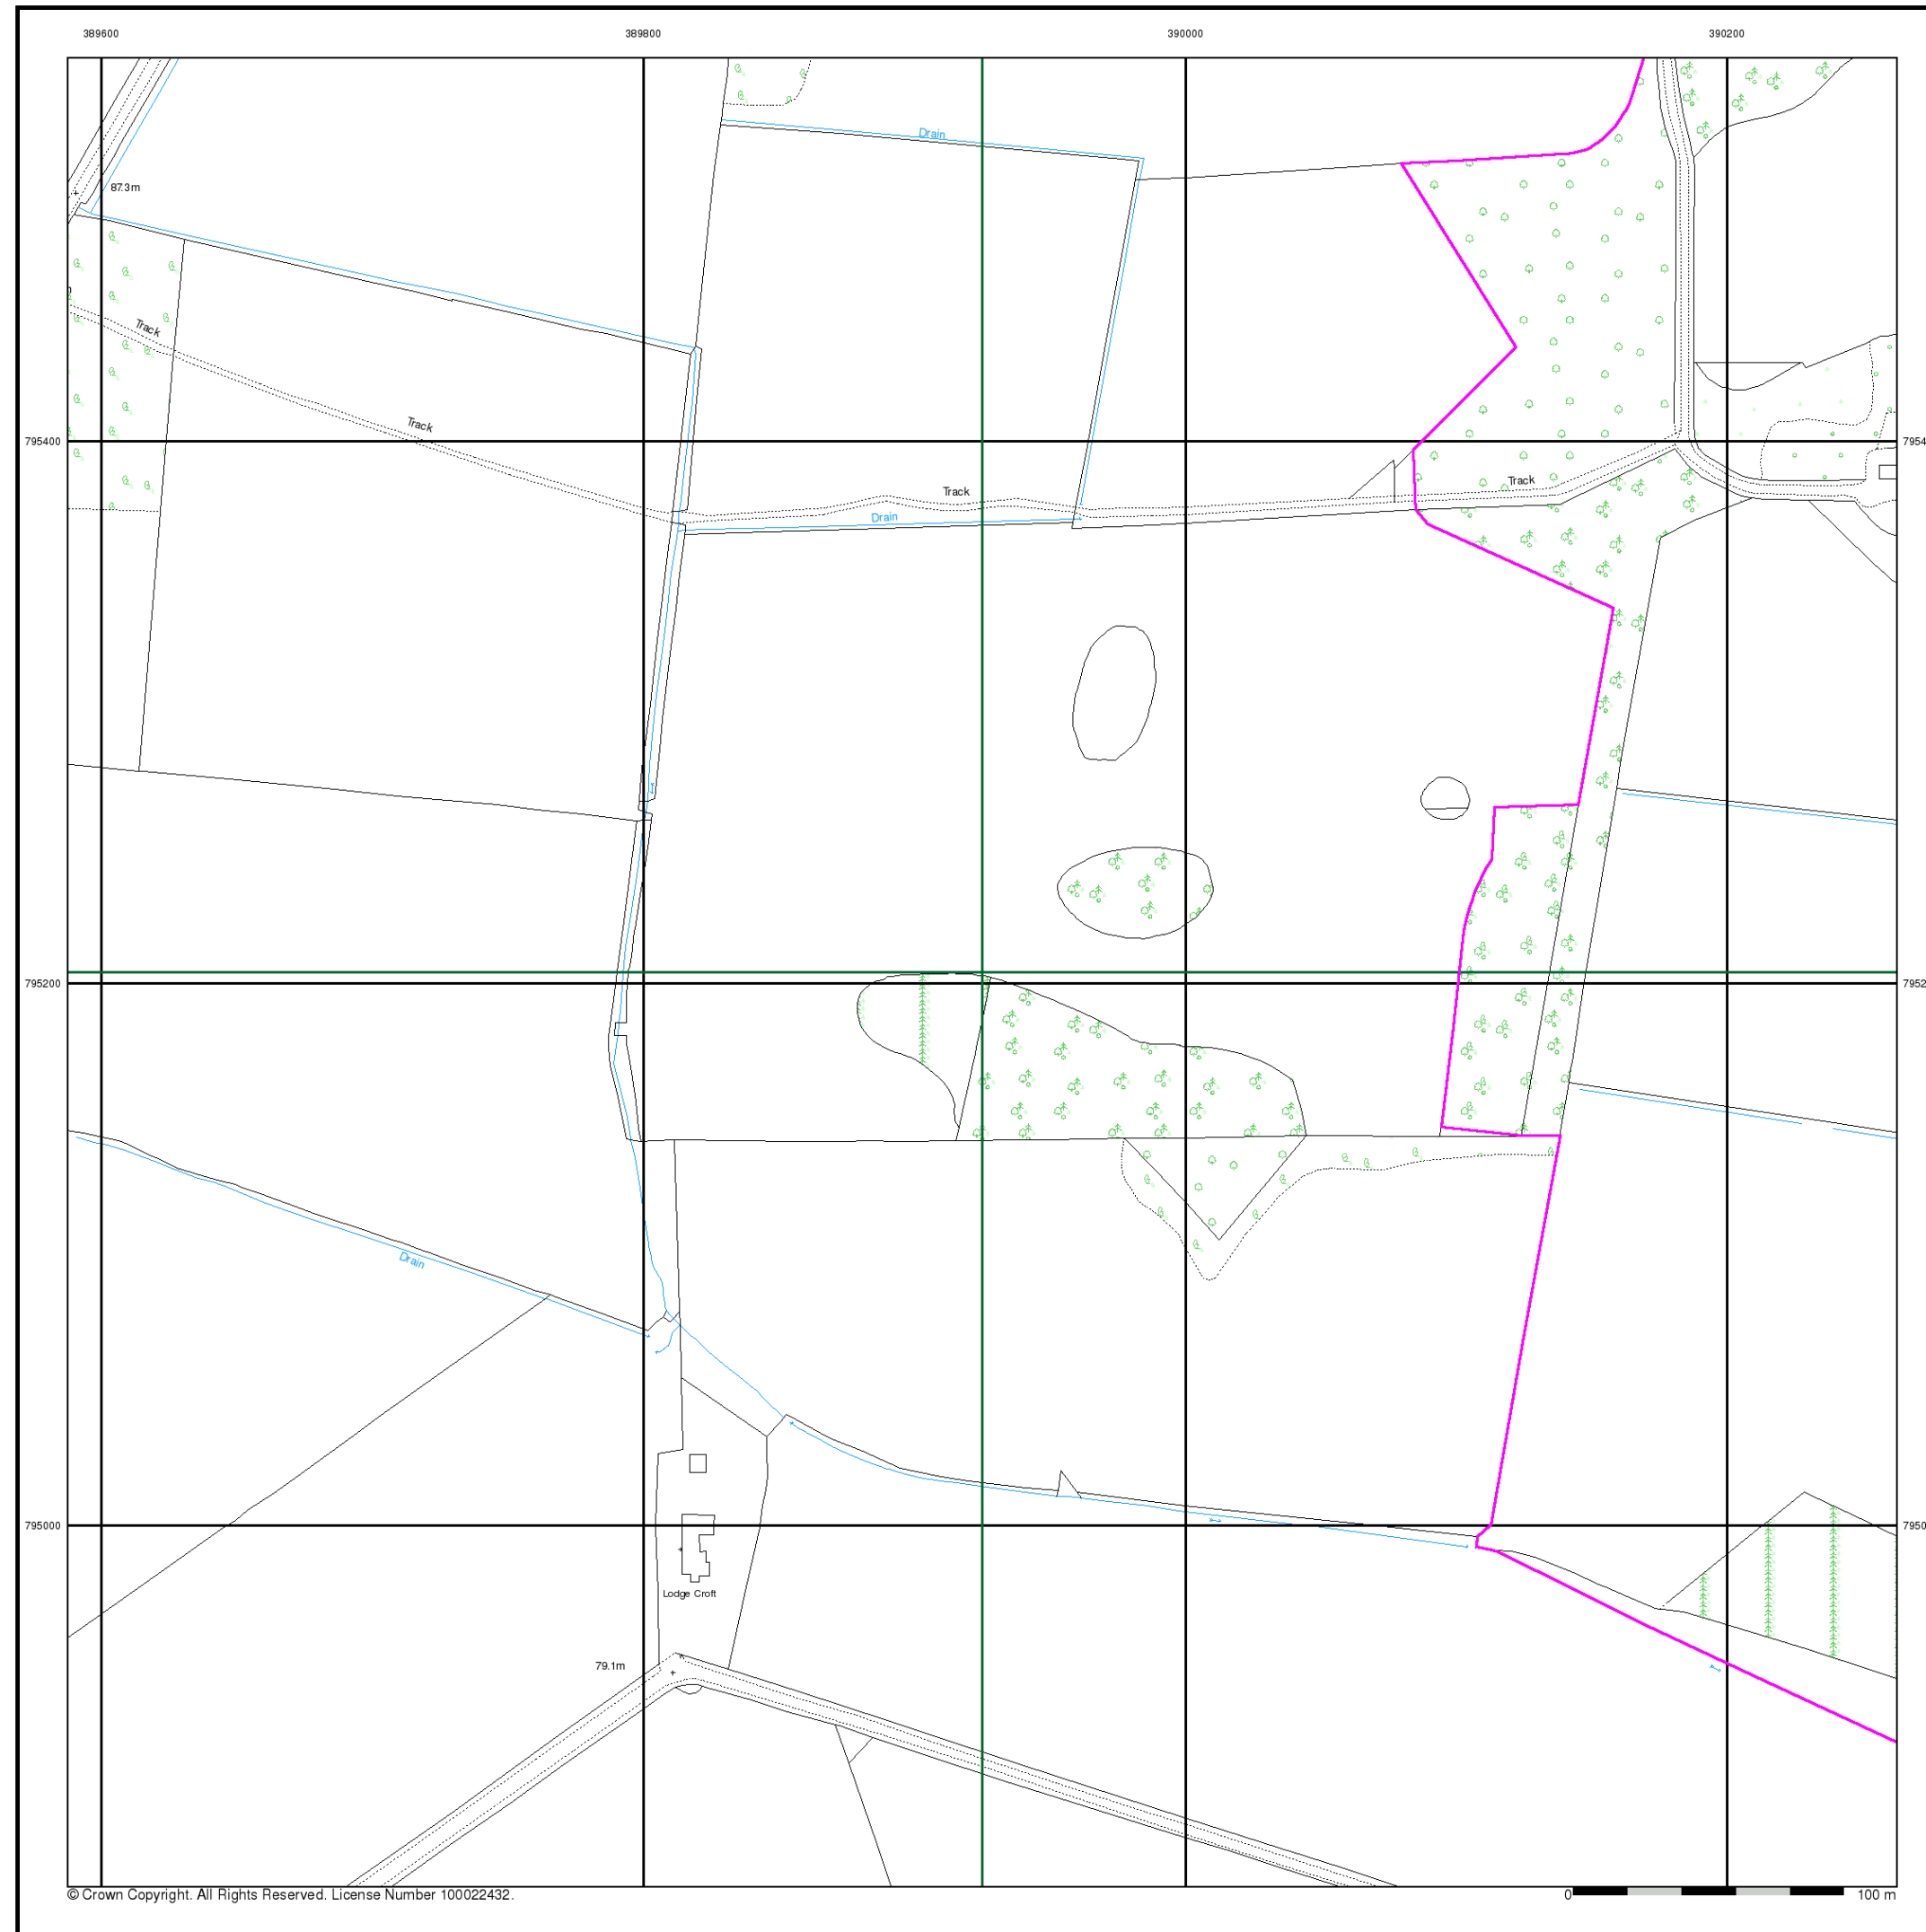 389600 389800 390000 390200
Drain
87.3m
Track
Track
795400 7954
Track
Track
Drain
795200 7952
Drain
795000 7950
Lodge Croft
79.1m
© Crown Copyright. All Rights Reserved. License Number 100022432.
0 100 m